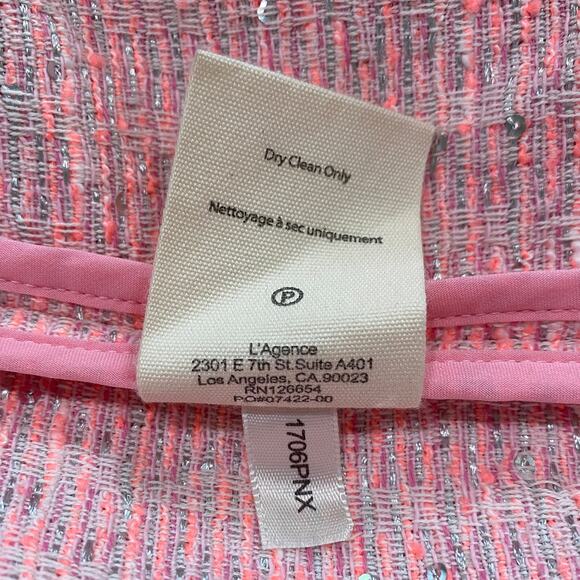 Dry Clean Only
Nettoyage à sec uniquement
P
L'Agence
2301 E 7th St.Suite A401
Los Angeles, CA.90023
RN126654
PO#07422-00
1706PNX